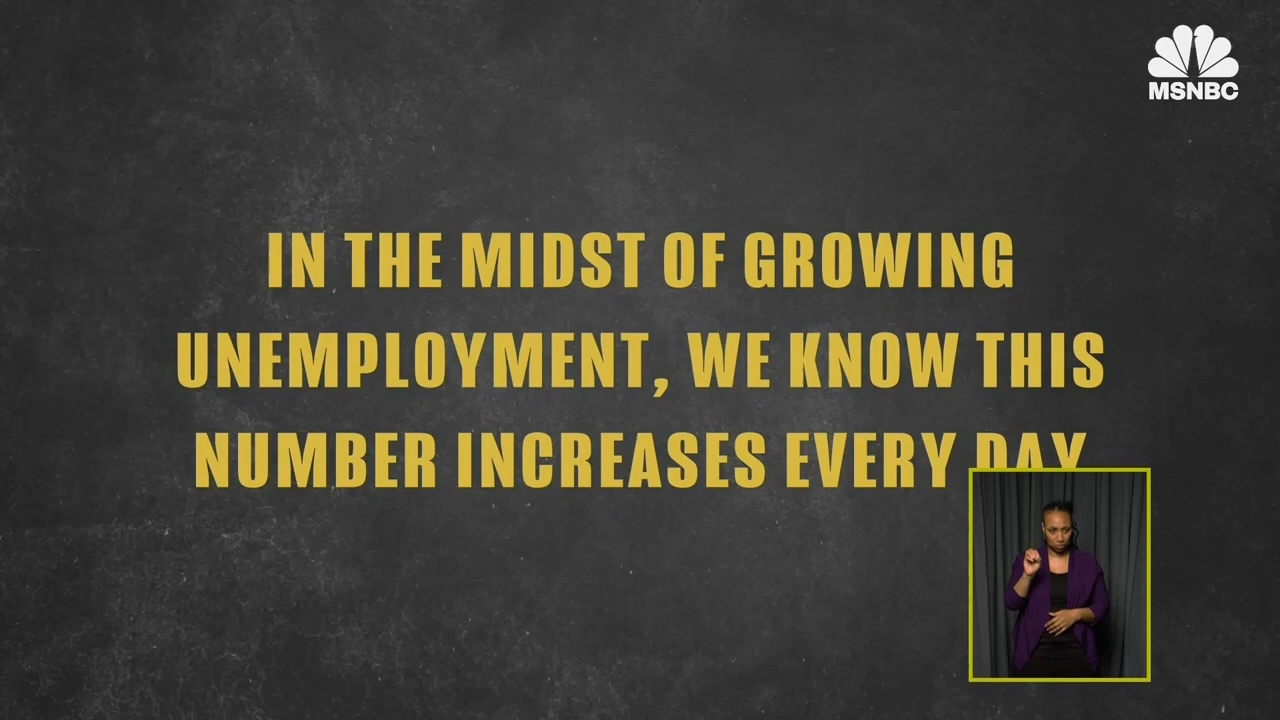 MSNBC
IN THE MIDST OF GROWING
UNEMPLOYMENT, WE KNOW THIS
NUMBER INCREASES EVERY DAY